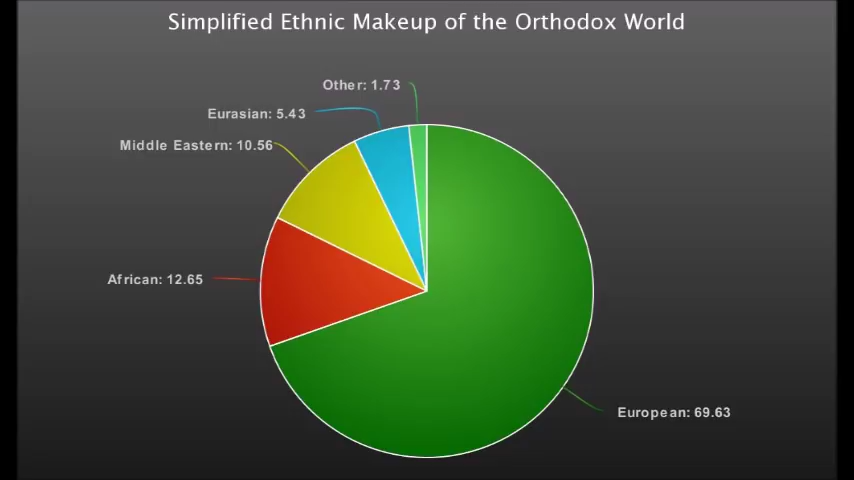 Simplified Ethnic Makeup of the Orthodox World
Other: 1.73
Eurasian: 5.43
Middle Eastern: 10.56
African: 12.65
European: 69.63